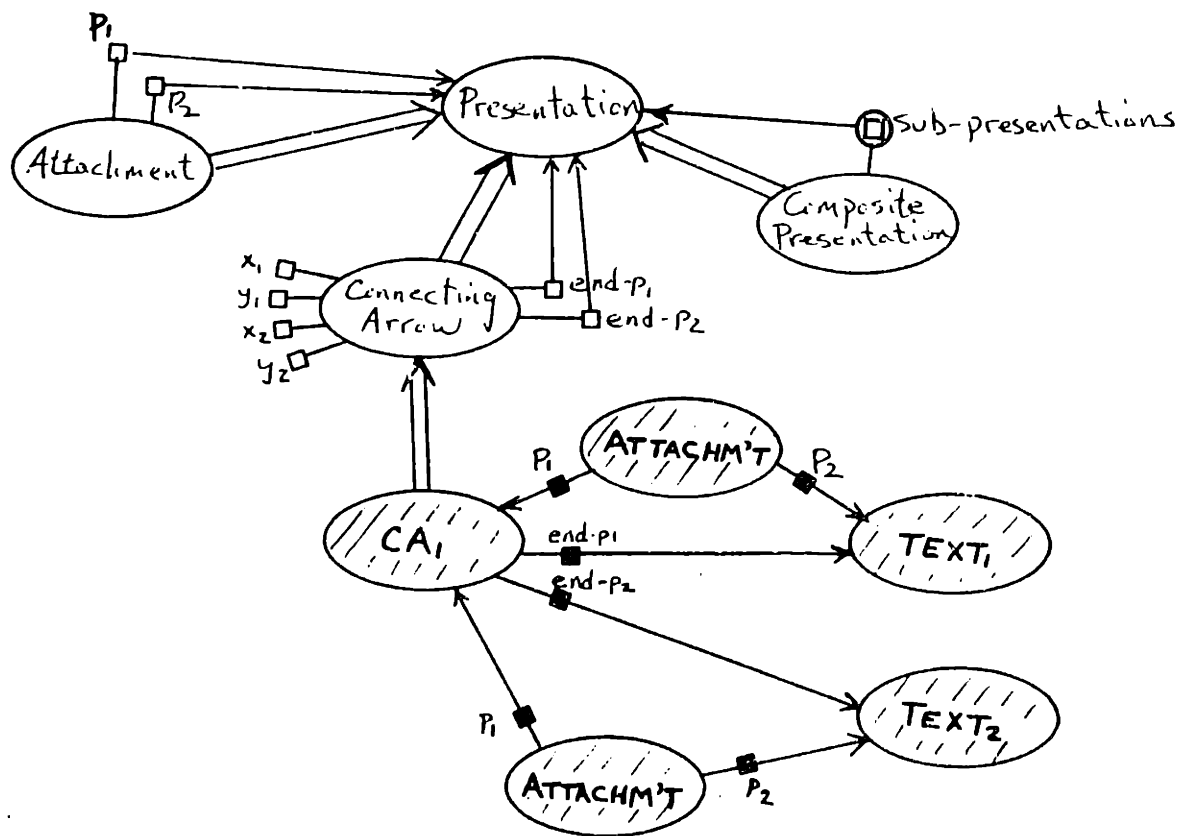 P₁
P₂
Presentation
Sub-presentations
Attachment
Composite
Presentation
x₁
y₁
x₂
y₂
Connecting
Arrow
end-p₁
end-p₂
ATTACHM'T
P₁
P₂
CA₁
end-p₁
end-p₂
TEXT₁
TEXT₂
P₁
P₂
ATTACHM'T